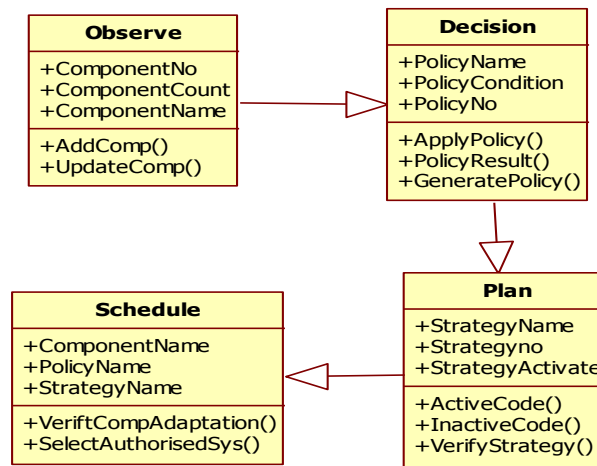 Observe
+ComponentNo
+ComponentCount
+ComponentName
+AddComp()
+UpdateComp()
Decision
+PolicyName
+PolicyCondition
+PolicyNo
+ApplyPolicy()
+PolicyResult()
+GeneratePolicy()
Schedule
+ComponentName
+PolicyName
+StrategyName
+VeriftCompAdaptation()
+SelectAuthorisedSys()
Plan
+StrategyName
+Strategyno
+StrategyActivate
+ActiveCode()
+InactiveCode()
+VerifyStrategy()